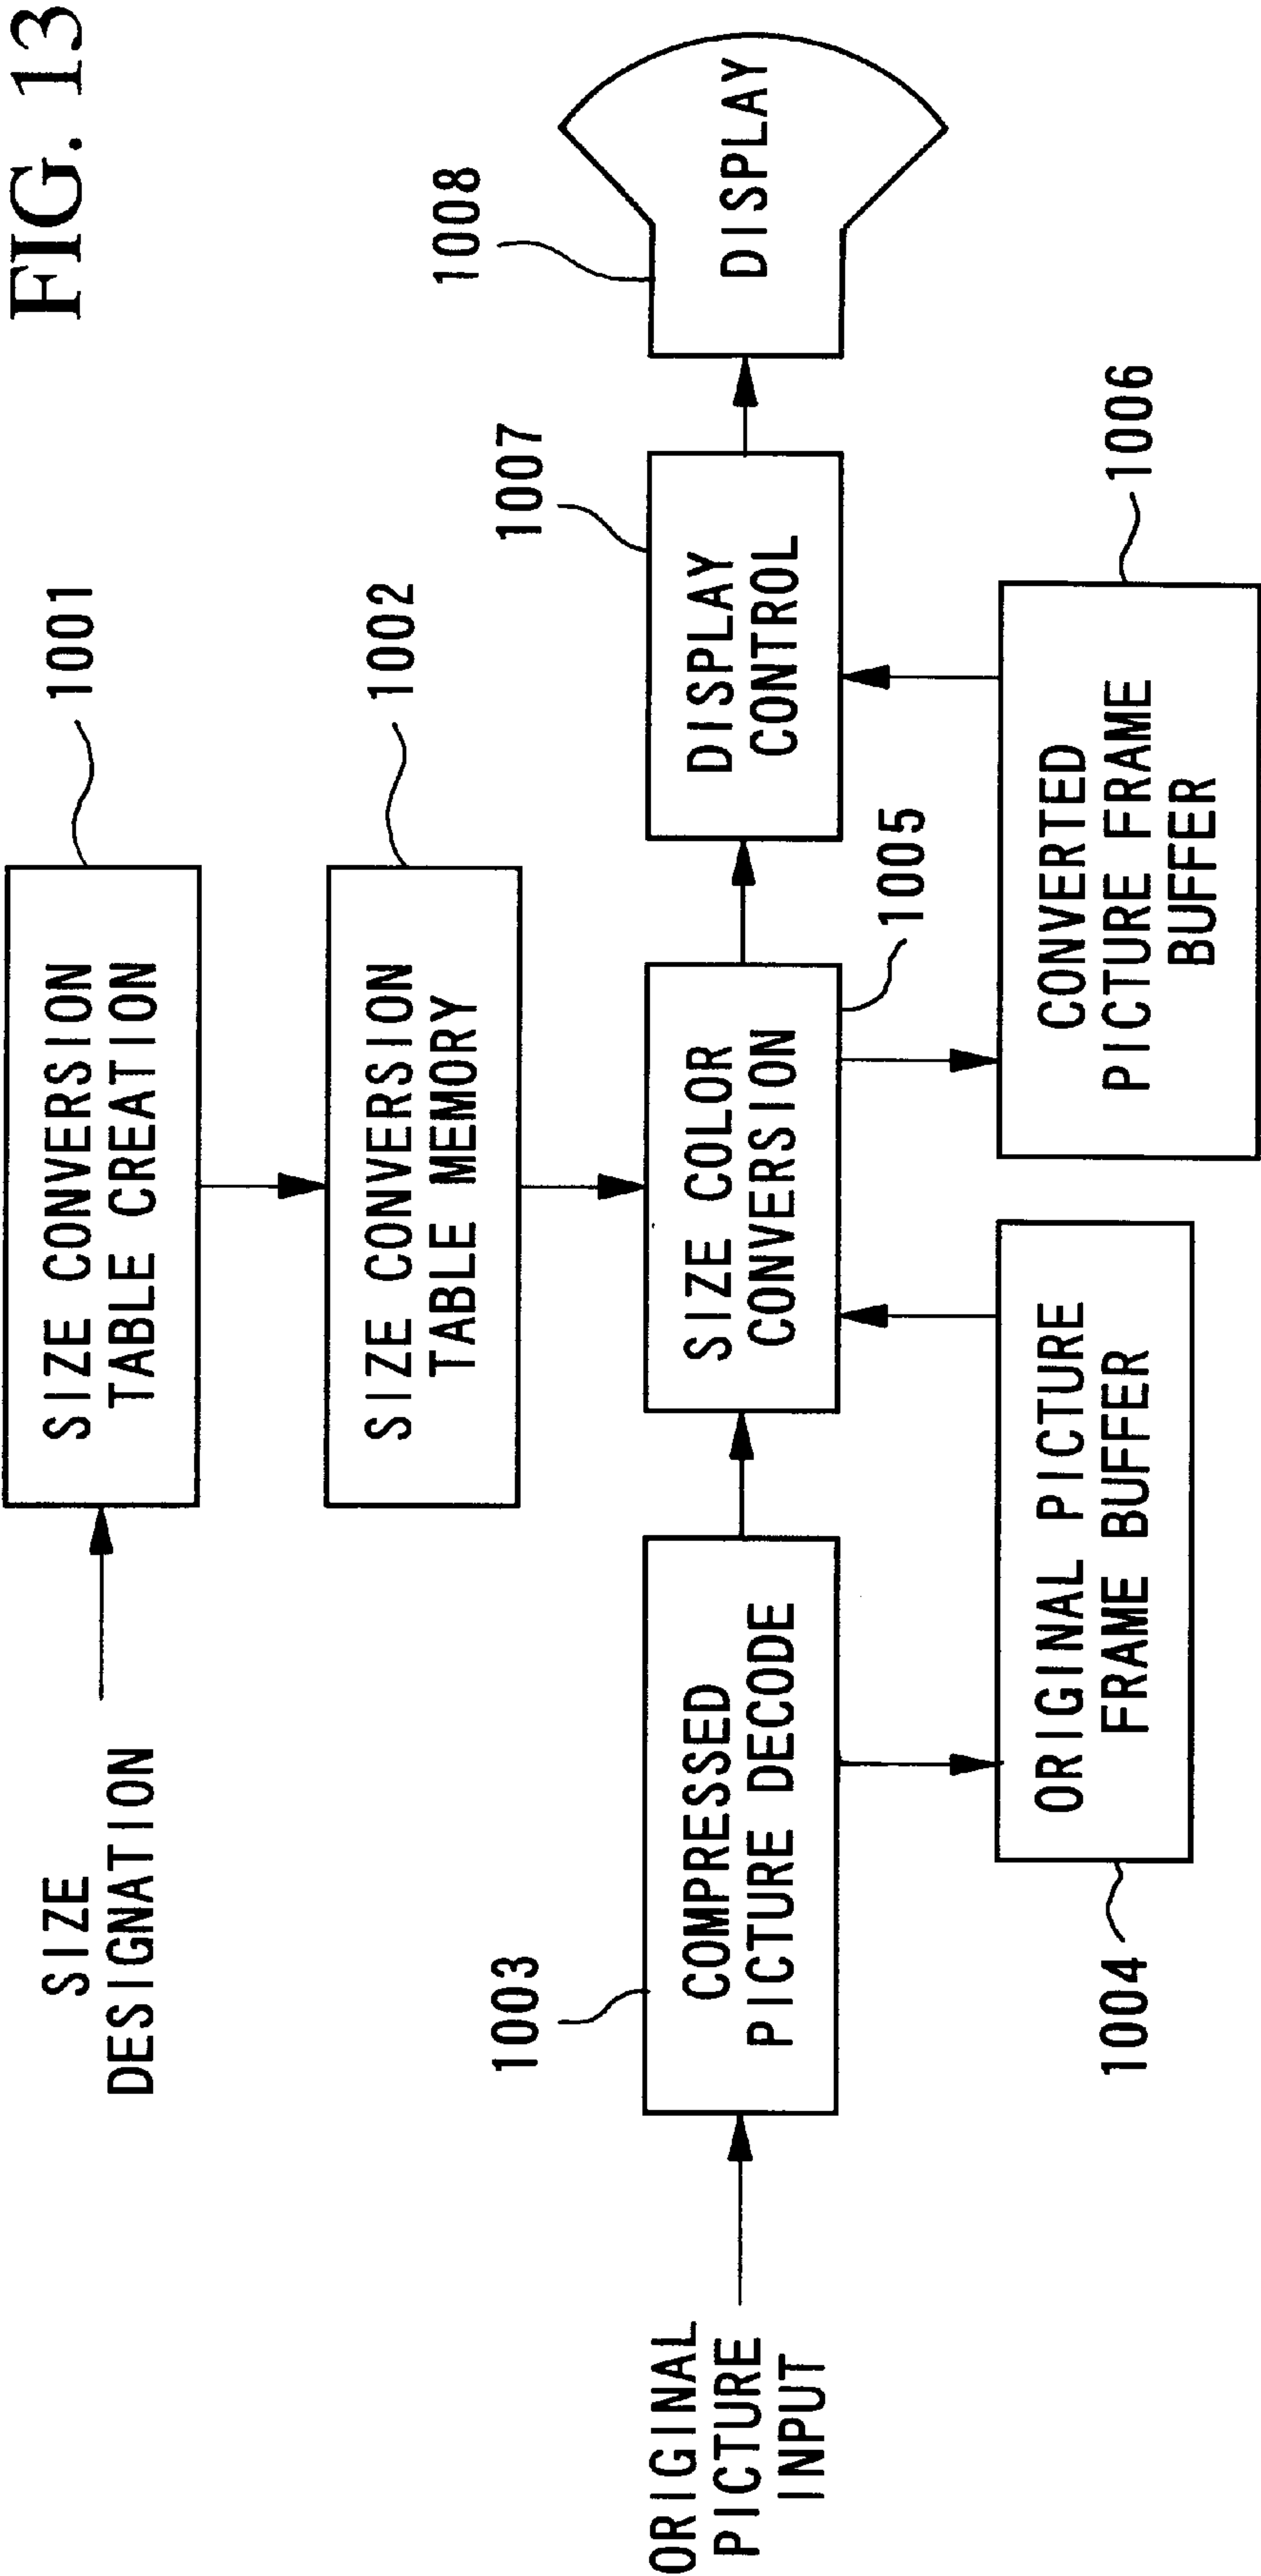 FIG. 13
SIZE
DESIGNATION
SIZE CONVERSION
TABLE CREATION
1001
SIZE CONVERSION
TABLE MEMORY
1002
ORIGINAL
PICTURE
INPUT
1003
COMPRESSED
PICTURE DECODE
SIZE COLOR
CONVERSION
1005
DISPLAY
CONTROL
1007
DISPLAY
1008
1004
ORIGINAL PICTURE
FRAME BUFFER
CONVERTED
PICTURE FRAME
BUFFER
1006